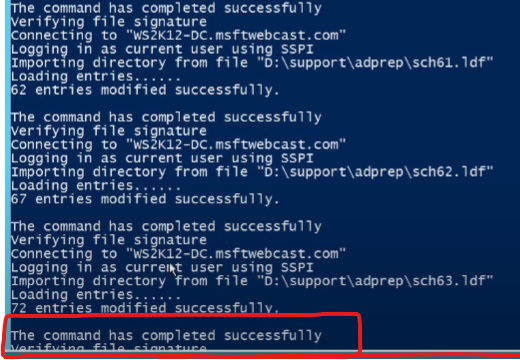 The command has completed successfully
Verifying file signature
Connecting to "WS2K12-DC.msftwebcast.com"
Logging in as current user using SSPI
Importing directory from file "D:\support\adprep\sch61.ldf"
Loading entries......
62 entries modified successfully.
The command has completed successfully
Verifying file signature
Connecting to "WS2K12-DC.msftwebcast.com"
Logging in as current user using SSPI
Importing directory from file "D:\support\adprep\sch62.ldf"
Loading entries......
67 entries modified successfully.
The command has completed successfully
Verifying file signature
Connecting to "WS2K12-DC.msftwebcast.com"
Logging in as current user using SSPI
Importing directory from file "D:\support\adprep\sch63.ldf"
Loading entries......
72 entries modified successfully.
The command has completed successfully
Verifying file signature